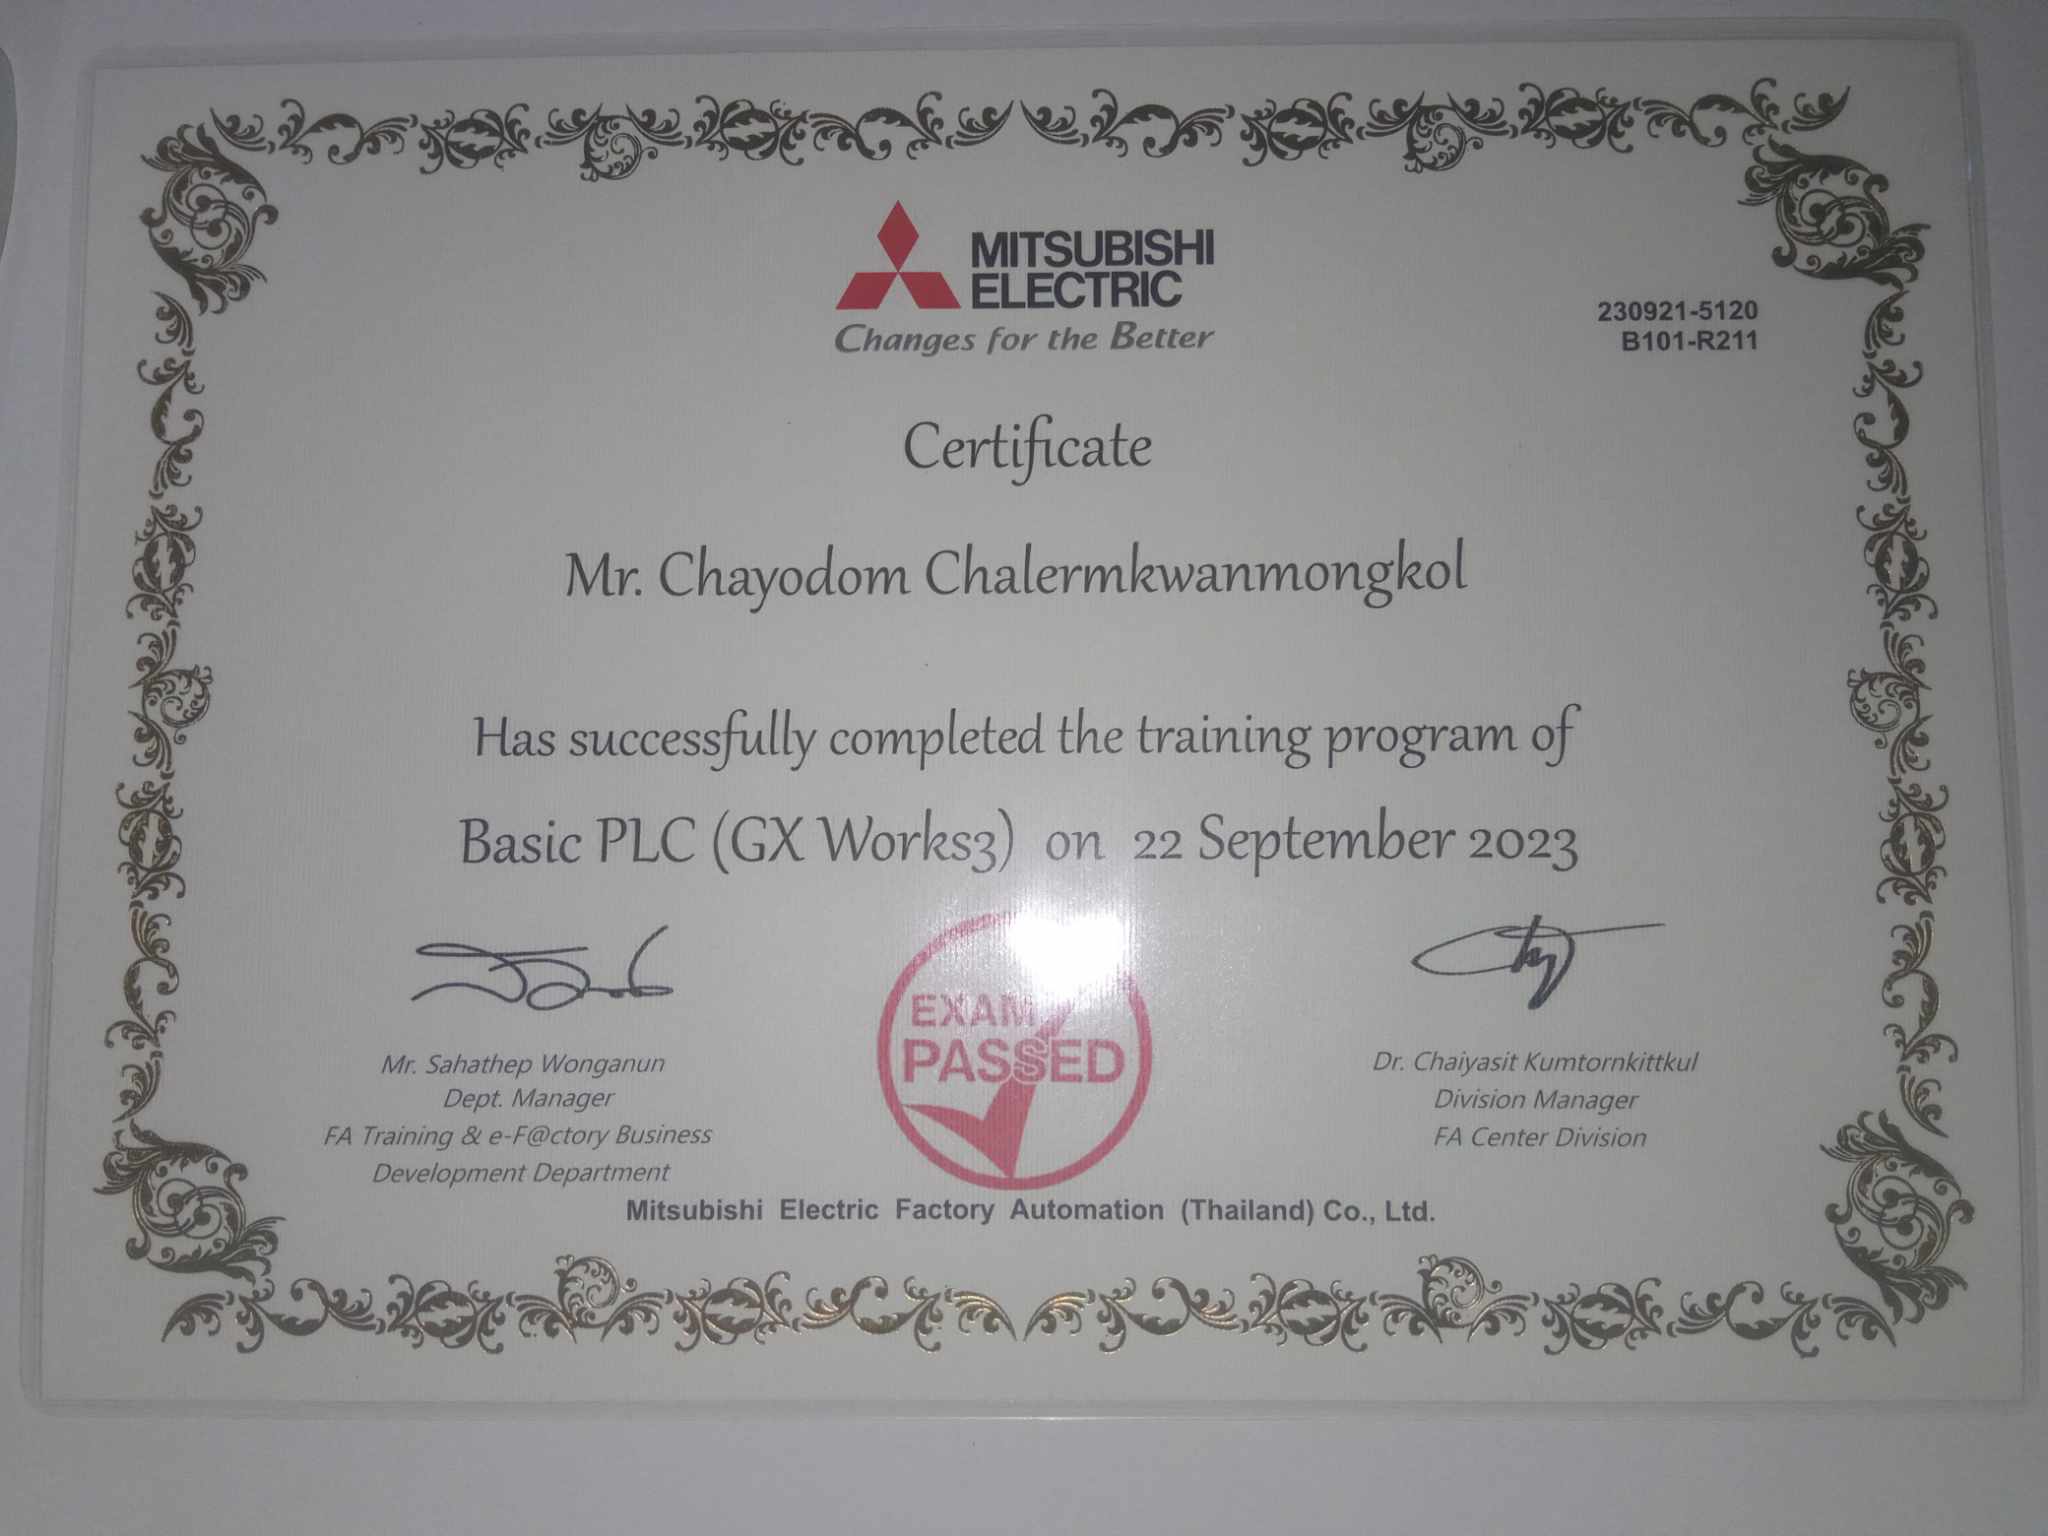 MITSUBISHI
ELECTRIC
Changes for the Better
230921-5120
B101-R211
Certificate
Mr. Chayodom Chalermkwanmongkol
Has successfully completed the training program of
Basic PLC (GX Works3) on 22 September 2023
EXAM
PASSED
Mr. Sahathep Wonganun
Dept. Manager
FA Training & e-F@ctory Business
Development Department
Dr. Chaiyasit Kumtornkittkul
Division Manager
FA Center Division
Mitsubishi Electric Factory Automation (Thailand) Co., Ltd.